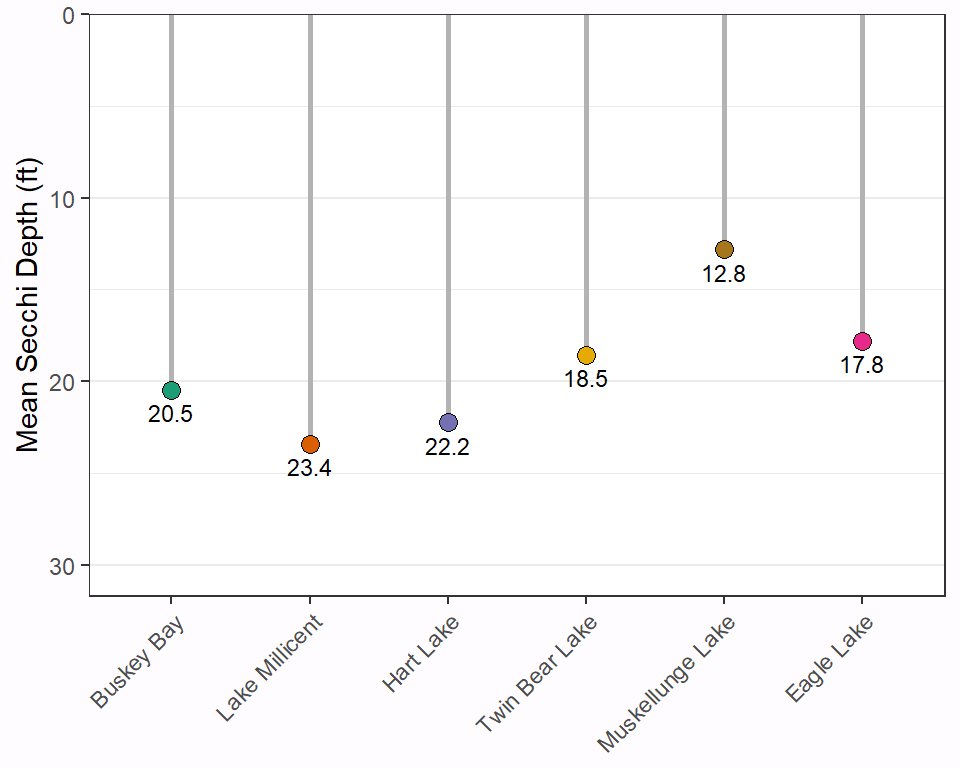 Mean Secchi Depth (ft)
0
10
20
30
20.5
23.4
22.2
18.5
12.8
17.8
Buskey Bay
Lake Millicent
Hart Lake
Twin Bear Lake
Muskellunge Lake
Eagle Lake